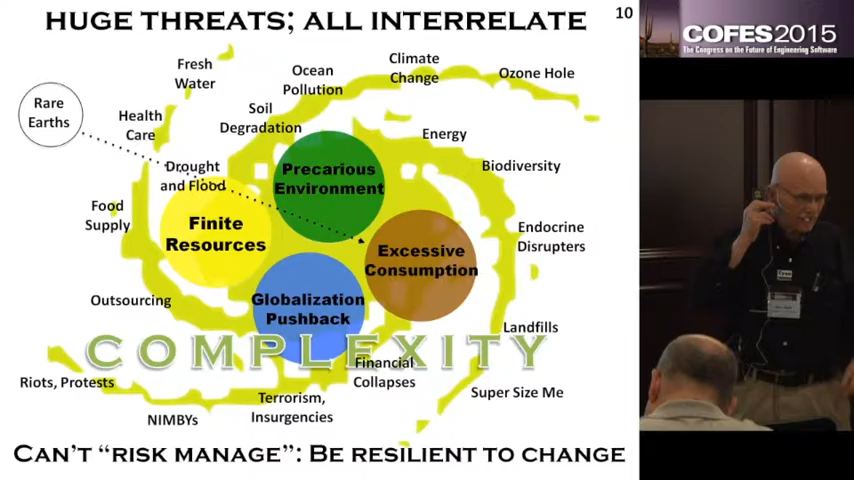 HUGE THREATS; ALL INTERRELATE
10
COFES2015
The Congress on the Future of Engineering Software
Fresh
Water
Ocean
Pollution
Climate
Change
Ozone Hole
Rare
Earths
Health
Care
Soil
Degradation
Energy
Drought
and Flood
Precarious
Environment
Biodiversity
Food
Supply
Finite
Resources
Excessive
Consumption
Endocrine
Disrupters
Outsourcing
Globalization
Pushback
Landfills
COMPLEXITY
Riots, Protests
Financial
Collapses
Super Size Me
NIMBYs
Terrorism,
Insurgencies
CAN'T "RISK MANAGE": BE RESILIENT TO CHANGE